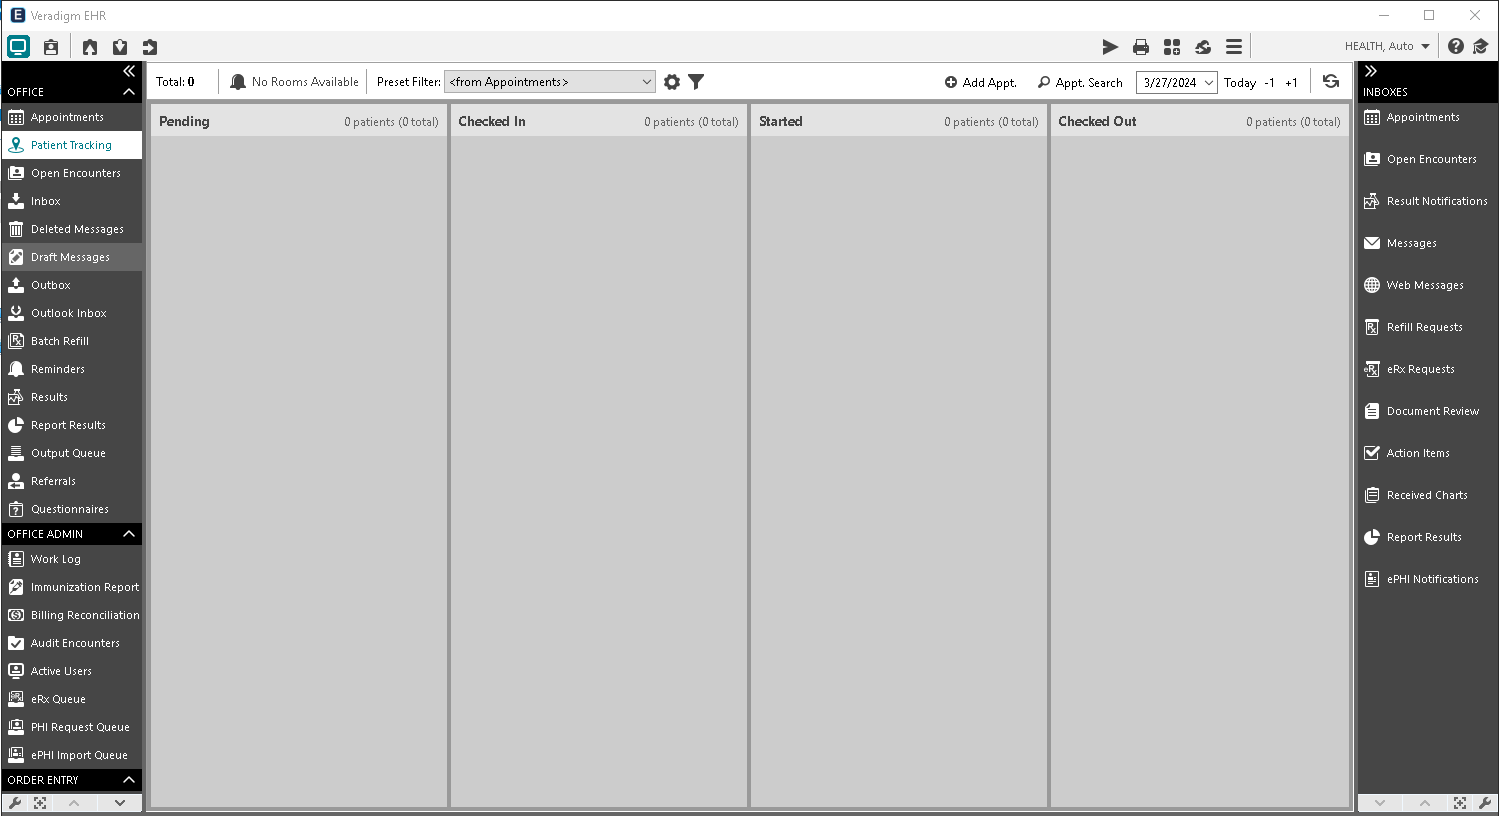 Veradigm EHR
HEALTH, Auto
Total: 0
No Rooms Available
Preset Filter: <from Appointments>
Add Appt.
Appt. Search
3/27/2024
Today -1 +1
OFFICE
Appointments
Patient Tracking
Open Encounters
Inbox
Deleted Messages
Draft Messages
Outbox
Outlook Inbox
Batch Refill
Reminders
Results
Report Results
Output Queue
Referrals
Questionnaires
OFFICE ADMIN
Work Log
Immunization Report
Billing Reconciliation
Audit Encounters
Active Users
eRx Queue
PHI Request Queue
ePHI Import Queue
ORDER ENTRY
Pending 0 patients (0 total)
Checked In 0 patients (0 total)
Started 0 patients (0 total)
Checked Out 0 patients (0 total)
INBOXES
Appointments
Open Encounters
Result Notifications
Messages
Web Messages
Refill Requests
eRx Requests
Document Review
Action Items
Received Charts
Report Results
ePHI Notifications